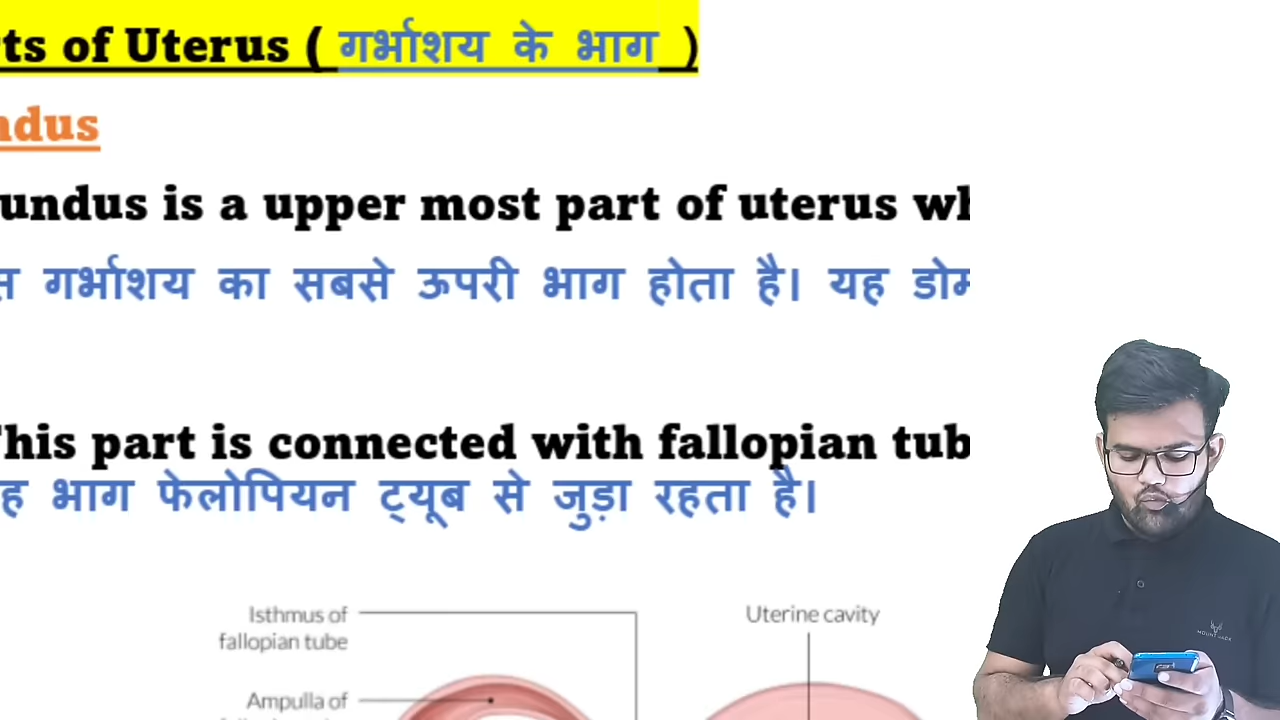 ts of Uterus ( गर्भाशय के भाग )
ndus
undus is a upper most part of uterus wh
गर्भाशय का सबसे ऊपरी भाग होता है। यह डोम
his part is connected with fallopian tub
ह भाग फेलोपियन ट्यूब से जुड़ा रहता है।
Isthmus of
fallopian tube
Uterine cavity
Ampulla of